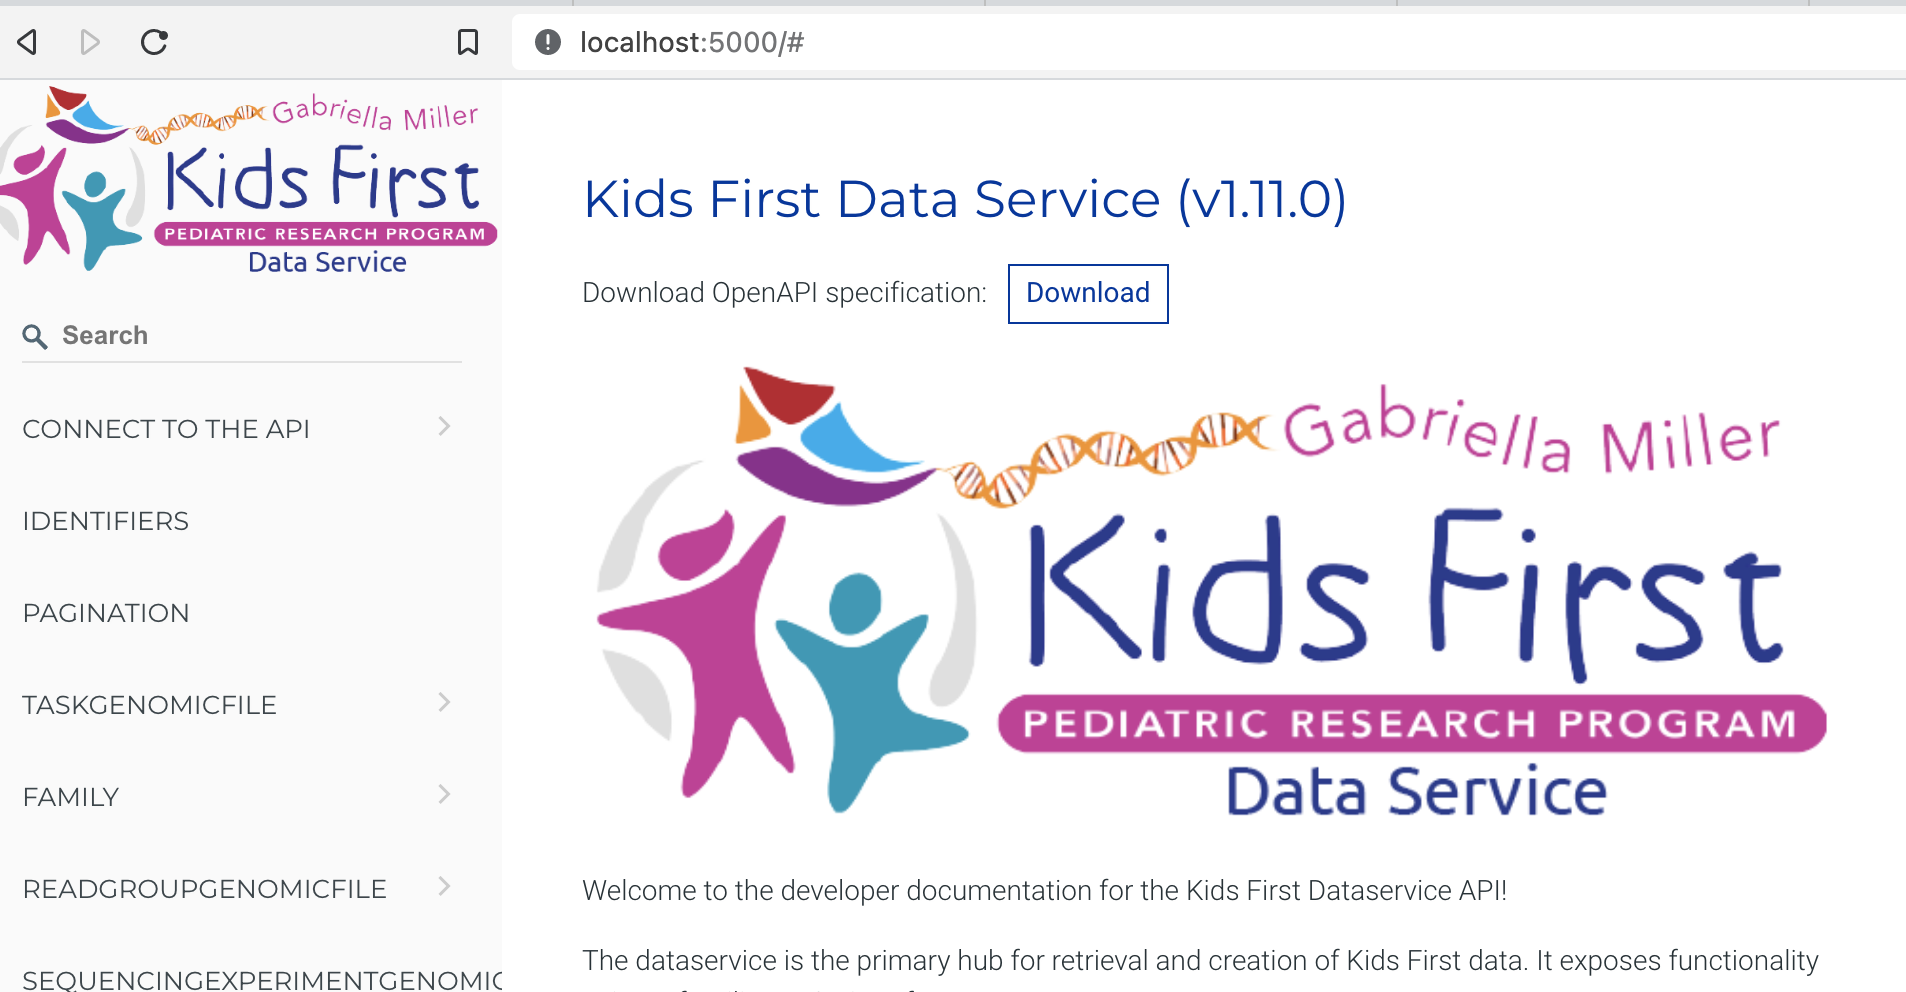 localhost:5000/#
Gabriella Miller
Kids First
PEDIATRIC RESEARCH PROGRAM
Data Service
Search
CONNECT TO THE API
IDENTIFIERS
PAGINATION
TASKGENOMICFILE
FAMILY
READGROUPGENOMICFILE
SEQUENCINGEXPERIMENTGENOMIC
Kids First Data Service (v1.11.0)
Download OpenAPI specification: Download
Gabriella Miller
Kids First
PEDIATRIC RESEARCH PROGRAM
Data Service
Welcome to the developer documentation for the Kids First Dataservice API!
The dataservice is the primary hub for retrieval and creation of Kids First data. It exposes functionality